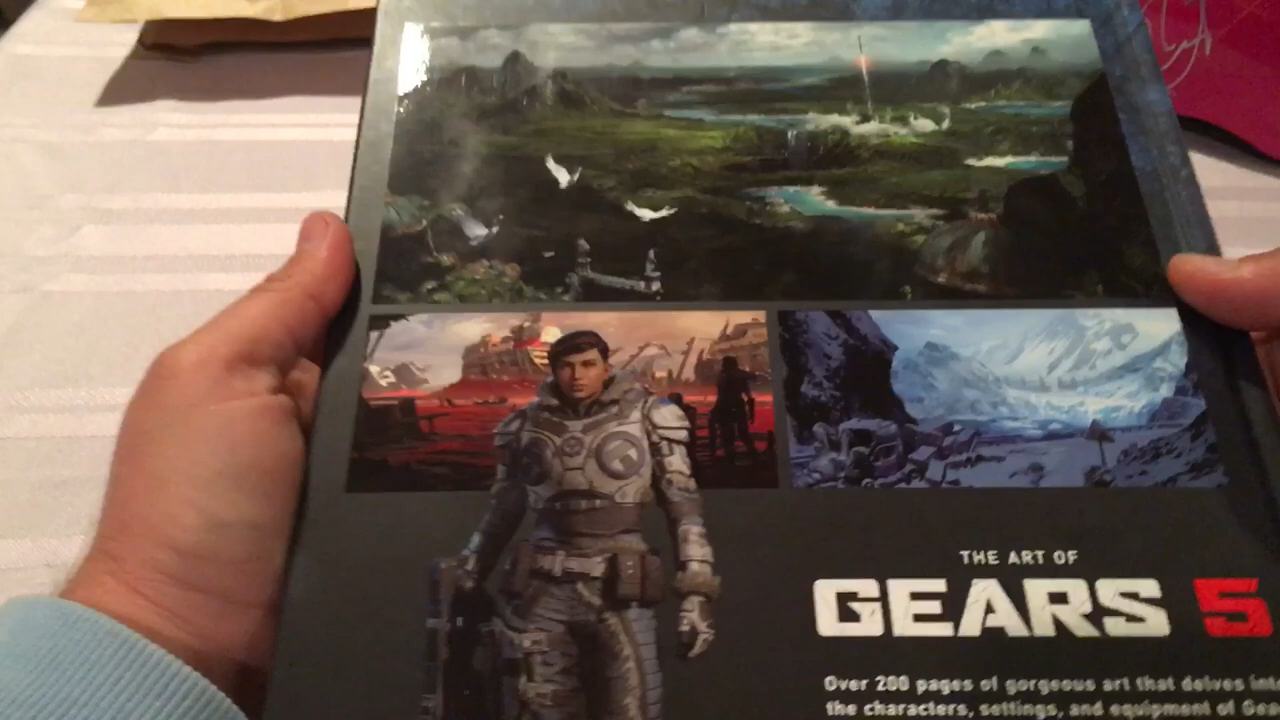 THE ART OF
GEARS 5
Over 200 pages of gorgeous art that delves into
the characters, settings, and equipment of Gea